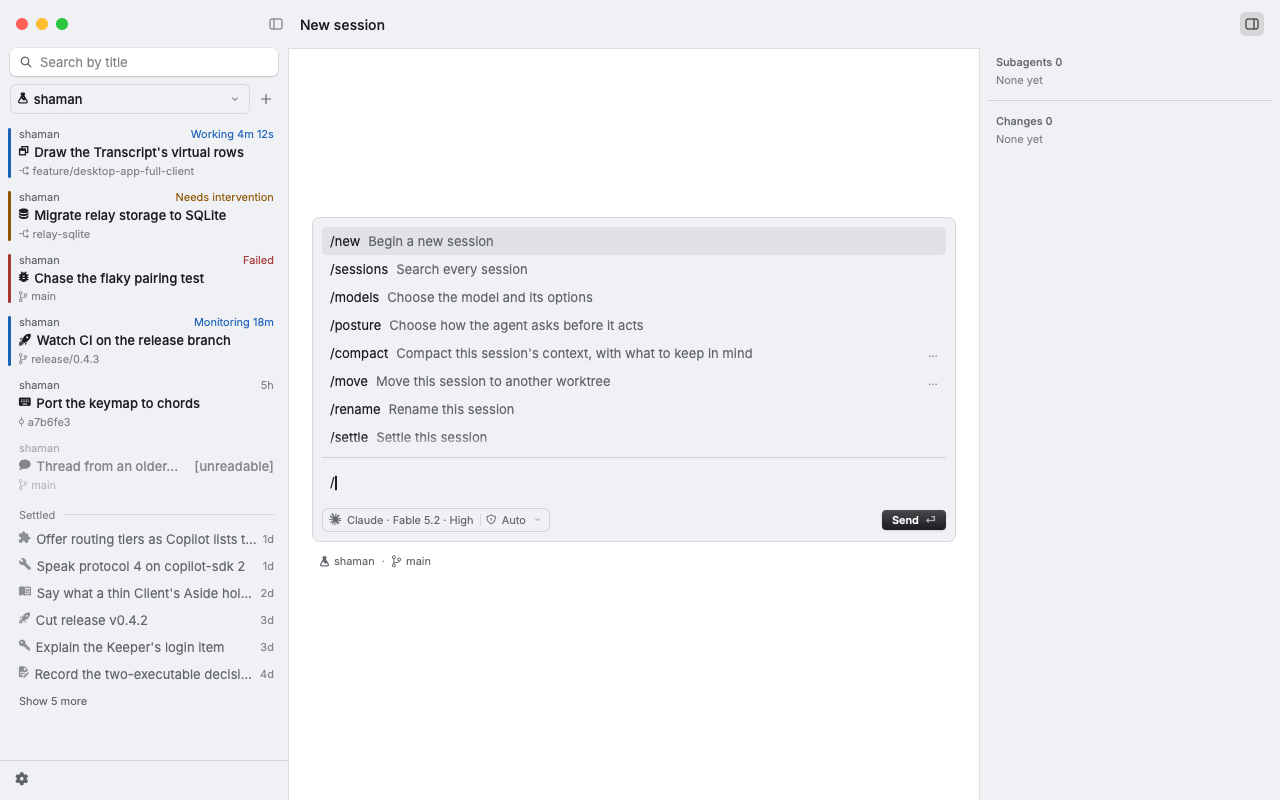 New session
Search by title
shaman
shaman Working 4m 12s
Draw the Transcript's virtual rows
feature/desktop-app-full-client
shaman Needs intervention
Migrate relay storage to SQLite
relay-sqlite
shaman Failed
Chase the flaky pairing test
main
shaman Monitoring 18m
Watch CI on the release branch
release/0.4.3
shaman 5h
Port the keymap to chords
a7b6fe3
shaman
Thread from an older... [unreadable]
main
Settled
Offer routing tiers as Copilot lists t... 1d
Speak protocol 4 on copilot-sdk 2 1d
Say what a thin Client's Aside hol... 2d
Cut release v0.4.2 3d
Explain the Keeper's login item 3d
Record the two-executable decisi... 4d
Show 5 more
/new Begin a new session
/sessions Search every session
/models Choose the model and its options
/posture Choose how the agent asks before it acts
/compact Compact this session's context, with what to keep in mind ...
/move Move this session to another worktree ...
/rename Rename this session
/settle Settle this session
/
Claude · Fable 5.2 · High Auto
Send
shaman · main
Subagents 0
None yet
Changes 0
None yet